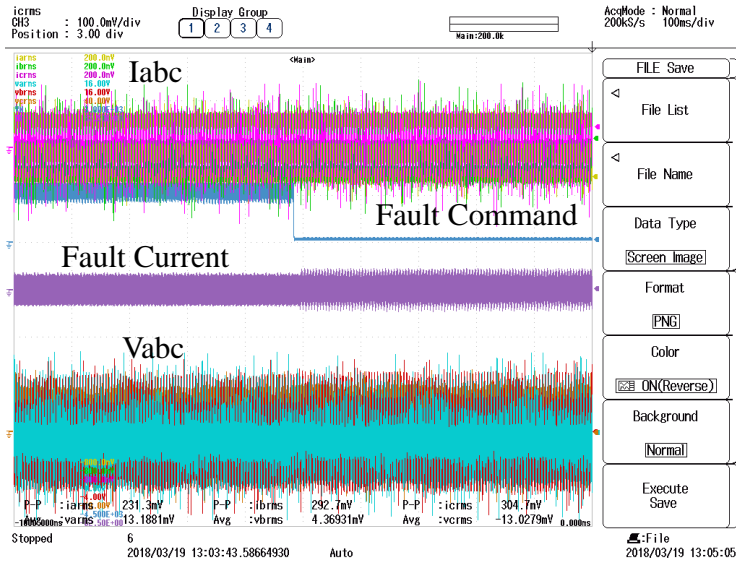 icrms
CH3 : 100.0mV/div
Position : 3.00 div
Display Group
1 2 3 4
Main:200.0k
AcqMode : Normal
200kS/s 100ms/div
iarms 200.0mV
ibrms 200.0mV
icrms 200.0mV
varms 16.00V
vbrms 16.00V
vcrms 40.00V
<Main>
Iabc
Fault Command
Fault Current
Vabc
FILE Save
File List
File Name
Data Type
Screen Image
Format
PNG
Color
ON(Reverse)
Background
Normal
Execute
Save
-4.00V
P-P :iarms 231.3mV P-P :ibrms 292.7mV P-P :icrms 304.7mV
:varms 13.1881mV Avg :vbrms 4.36931mV Avg :vcrms -13.0279mV 0.000ms
Stopped 6
2018/03/19 13:03:43.58664930 Auto
:File
2018/03/19 13:05:05